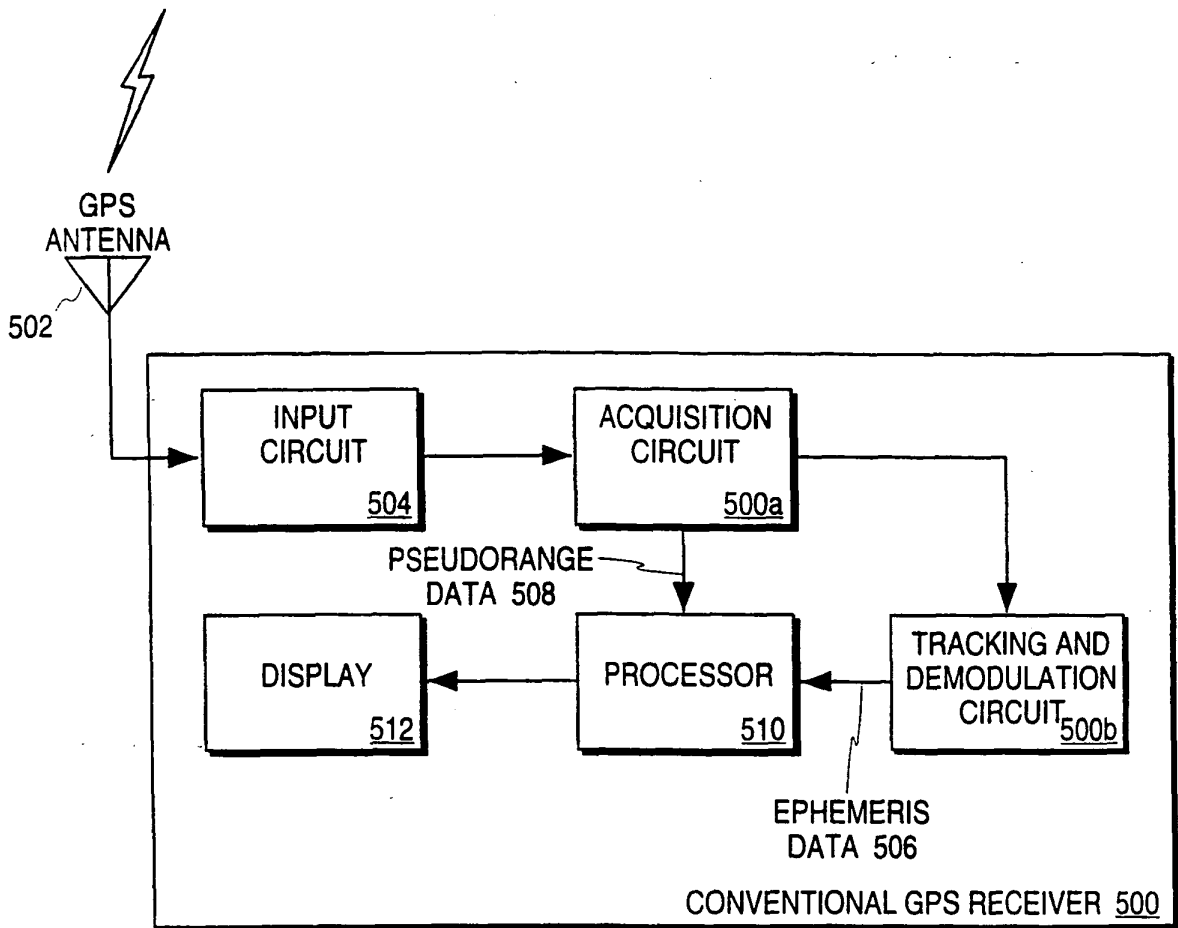 GPS
ANTENNA
502
INPUT
CIRCUIT
504
ACQUISITION
CIRCUIT
500a
PSEUDORANGE
DATA 508
DISPLAY
512
PROCESSOR
510
TRACKING AND
DEMODULATION
CIRCUIT
500b
EPHEMERIS
DATA 506
CONVENTIONAL GPS RECEIVER 500